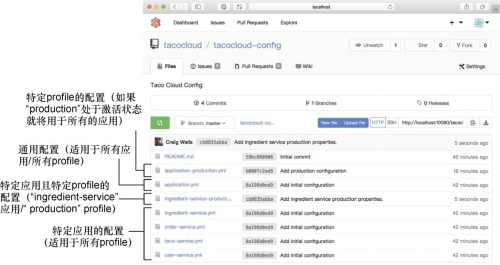 localhost
Dashboard Issues Pull Requests Explore
tacocloud / tacocloud-config
Unwatch 1 Star 0 Fork 0
Files Issues 0 Pull Requests 0 Wiki Settings
Taco Cloud Config
4 Commits 1 Branches 0 Releases
Branch: master tacocloud-co... New file Upload file HTTP SSH http://localhost:10080/tacoc
Craig Walls cb8835abba Add ingredient service production properties. 5 seconds ago
README.md 59bc808986 Initial commit 45 minutes ago
application-production.yml Add production configuration 18 minutes ago
application.yml 8a198d0ed9 Add initial configuration 42 minutes ago
ingredient-service-product... cb8835abba Add ingredient service production properties. 5 seconds ago
ingredient-service.yml 8a198d0ed9 Add initial configuration 42 minutes ago
order-service.yml 8a198d0ed9 Add initial configuration 42 minutes ago
taco-service.yml 8a198d0ed9 Add initial configuration 42 minutes ago
user-service.yml 8a198d0ed9 Add initial configuration 42 minutes ago
特定profile的配置（如果
“production”处于激活状态
就将用于所有的应用）
通用配置（适用于所有应
用/所有profile)
特定应用且特定profile的
配置（“ingredient-service”
应用/“ production” profile)
特定应用的配置
(适用于所有profile)